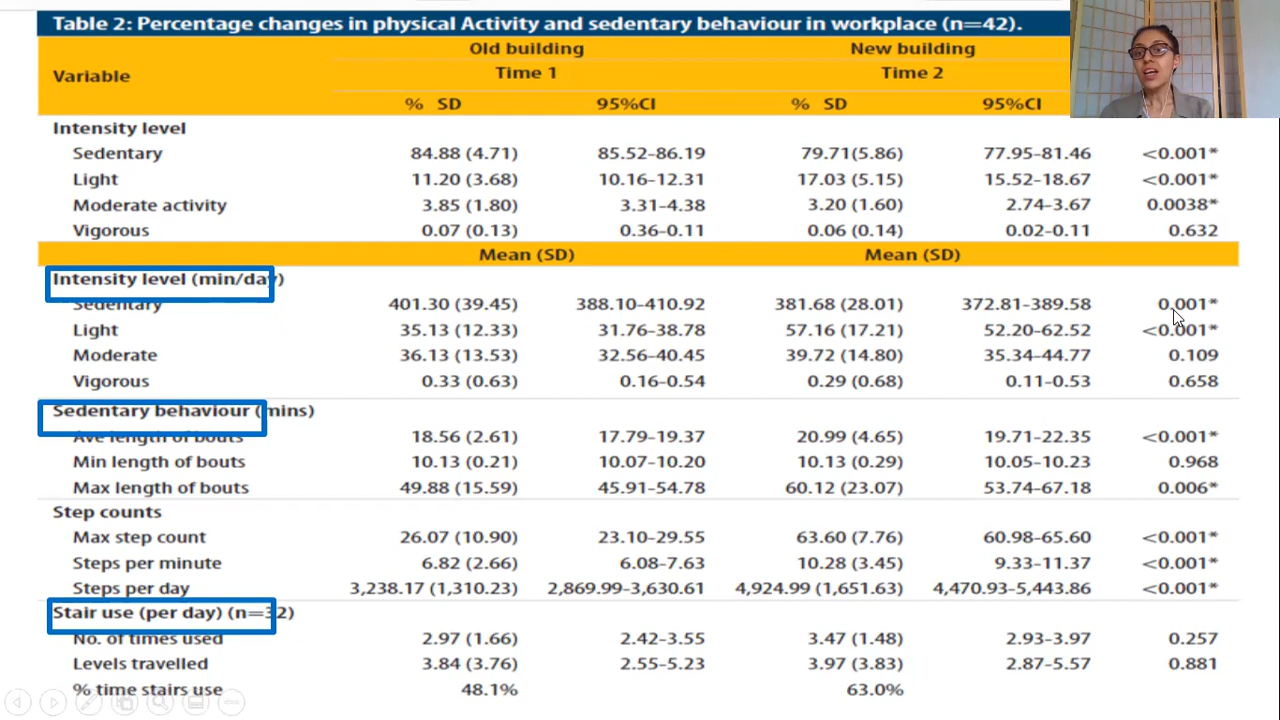 Table 2: Percentage changes in physical Activity and sedentary behaviour in workplace (n=42).
Old building New building
Variable Time 1 Time 2
% SD 95%CI % SD 95%CI
Intensity level
Sedentary 84.88 (4.71) 85.52-86.19 79.71(5.86) 77.95-81.46 <0.001*
Light 11.20 (3.68) 10.16-12.31 17.03 (5.15) 15.52-18.67 <0.001*
Moderate activity 3.85 (1.80) 3.31-4.38 3.20 (1.60) 2.74-3.67 0.0038*
Vigorous 0.07 (0.13) 0.36-0.11 0.06 (0.14) 0.02-0.11 0.632
Mean (SD) Mean (SD)
Intensity level (min/day)
Sedentary 401.30 (39.45) 388.10-410.92 381.68 (28.01) 372.81-389.58 0.001*
Light 35.13 (12.33) 31.76-38.78 57.16 (17.21) 52.20-62.52 <0.001*
Moderate 36.13 (13.53) 32.56-40.45 39.72 (14.80) 35.34-44.77 0.109
Vigorous 0.33 (0.63) 0.16-0.54 0.29 (0.68) 0.11-0.53 0.658
Sedentary behaviour (mins)
Ave length of bouts 18.56 (2.61) 17.79-19.37 20.99 (4.65) 19.71-22.35 <0.001*
Min length of bouts 10.13 (0.21) 10.07-10.20 10.13 (0.29) 10.05-10.23 0.968
Max length of bouts 49.88 (15.59) 45.91-54.78 60.12 (23.07) 53.74-67.18 0.006*
Step counts
Max step count 26.07 (10.90) 23.10-29.55 63.60 (7.76) 60.98-65.60 <0.001*
Steps per minute 6.82 (2.66) 6.08-7.63 10.28 (3.45) 9.33-11.37 <0.001*
Steps per day 3,238.17 (1,310.23) 2,869.99-3,630.61 4,924.99 (1,651.63) 4,470.93-5,443.86 <0.001*
Stair use (per day) (n=32)
No. of times used 2.97 (1.66) 2.42-3.55 3.47 (1.48) 2.93-3.97 0.257
Levels travelled 3.84 (3.76) 2.55-5.23 3.97 (3.83) 2.87-5.57 0.881
% time stairs use 48.1% 63.0%